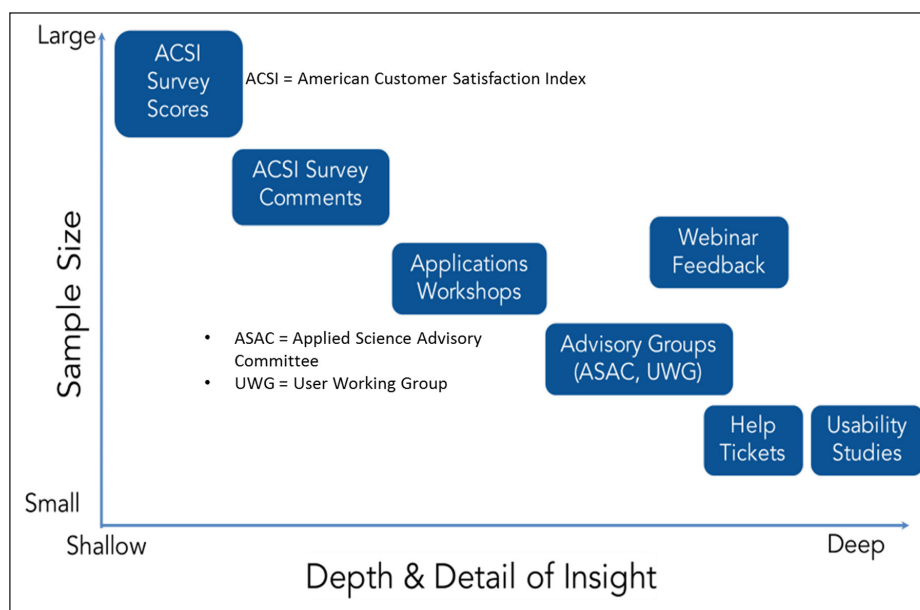 Large
ACSI
Survey
Scores
ACSI = American Customer Satisfaction Index
ACSI Survey
Comments
Webinar
Feedback
Applications
Workshops
• ASAC = Applied Science Advisory
Committee
• UWG = User Working Group
Advisory Groups
(ASAC, UWG)
Help
Tickets
Usability
Studies
Sample Size
Small
Shallow
Deep
Depth & Detail of Insight